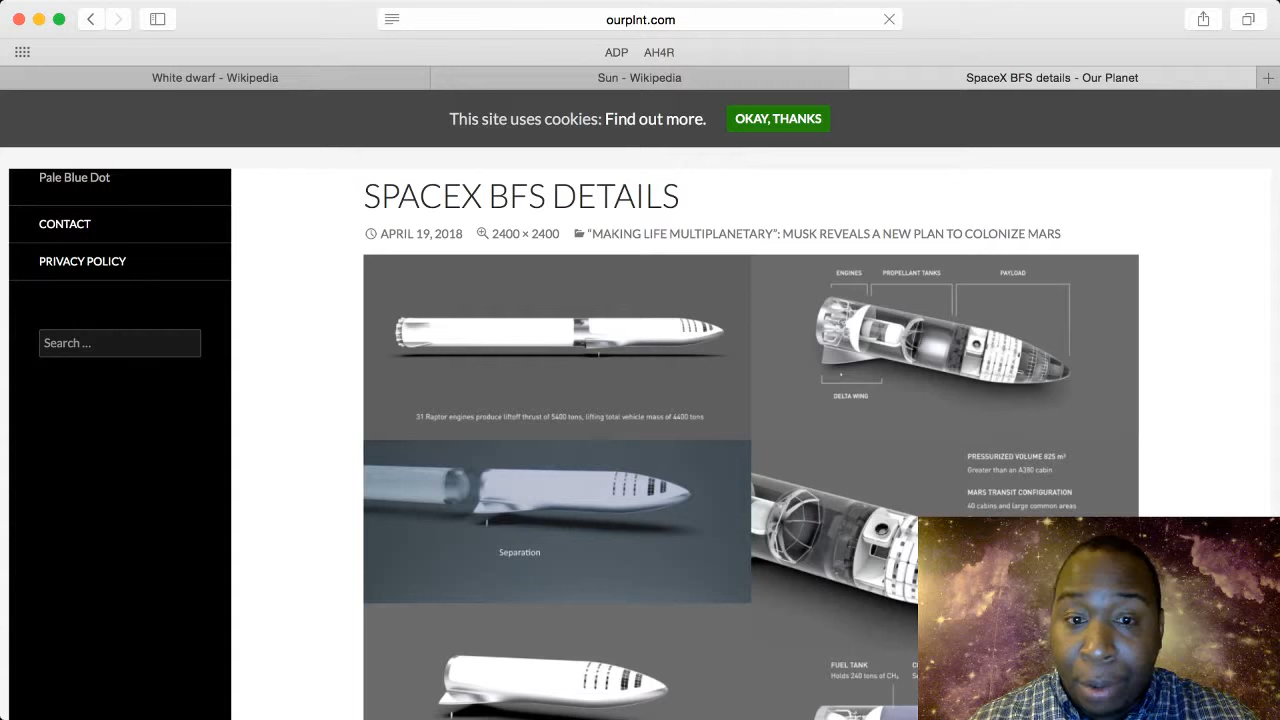 ourplnt.com
ADP AH4R
White dwarf - Wikipedia
Sun - Wikipedia
SpaceX BFS details - Our Planet
This site uses cookies: Find out more.
OKAY, THANKS
Pale Blue Dot
CONTACT
PRIVACY POLICY
Search ...
SPACEX BFS DETAILS
APRIL 19, 2018 2400 × 2400 “MAKING LIFE MULTIPLANETARY”: MUSK REVEALS A NEW PLAN TO COLONIZE MARS
ENGINES PROPELLANT TANKS PAYLOAD
DELTA WING
31 Raptor engines produce liftoff thrust of 5400 tons, lifting total vehicle mass of 4400 tons
PRESSURIZED VOLUME 825 m³
Greater than an A380 cabin
MARS TRANSIT CONFIGURATION
40 cabins and large common areas
Separation
FUEL TANK
Holds 240 tons of CH₄